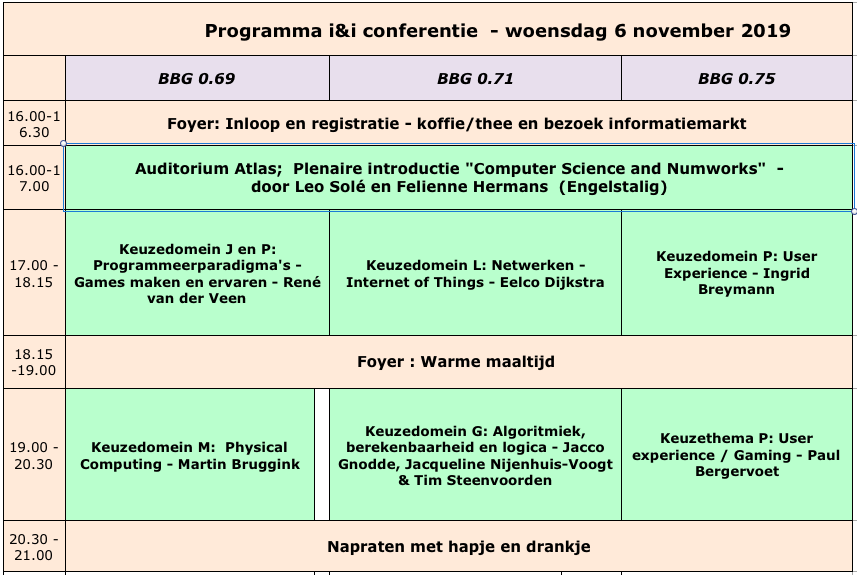 Programma i&i conferentie - woensdag 6 november 2019
BBG 0.69
BBG 0.71
BBG 0.75
16.00-1
6.30
Foyer: Inloop en registratie - koffie/thee en bezoek informatiemarkt
16.00-1
7.00
Auditorium Atlas; Plenaire introductie "Computer Science and Numworks" -
door Leo Solé en Felienne Hermans (Engelstalig)
17.00 -
18.15
Keuzedomein J en P:
Programmeerparadigma's -
Games maken en ervaren - René
van der Veen
Keuzedomein L: Netwerken -
Internet of Things - Eelco Dijkstra
Keuzedomein P: User
Experience - Ingrid
Breymann
18.15
-19.00
Foyer : Warme maaltijd
19.00 -
20.30
Keuzedomein M: Physical
Computing - Martin Bruggink
Keuzedomein G: Algoritmiek,
berekenbaarheid en logica - Jacco
Gnodde, Jacqueline Nijenhuis-Voogt
& Tim Steenvoorden
Keuzethema P: User
experience / Gaming - Paul
Bergervoet
20.30 -
21.00
Napraten met hapje en drankje